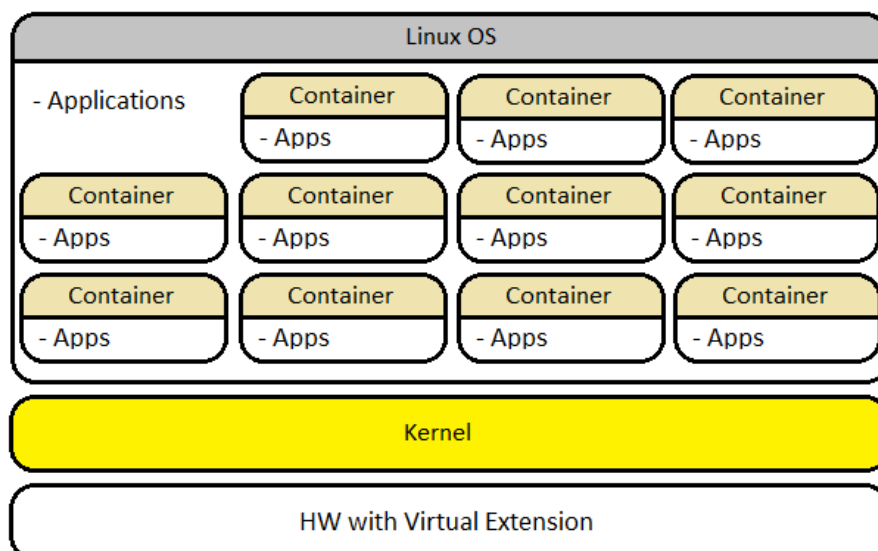 Linux OS
- Applications
Container
Container
Container
- Apps
- Apps
- Apps
Container
Container
Container
Container
- Apps
- Apps
- Apps
- Apps
Container
Container
Container
Container
- Apps
- Apps
- Apps
- Apps
Kernel
HW with Virtual Extension